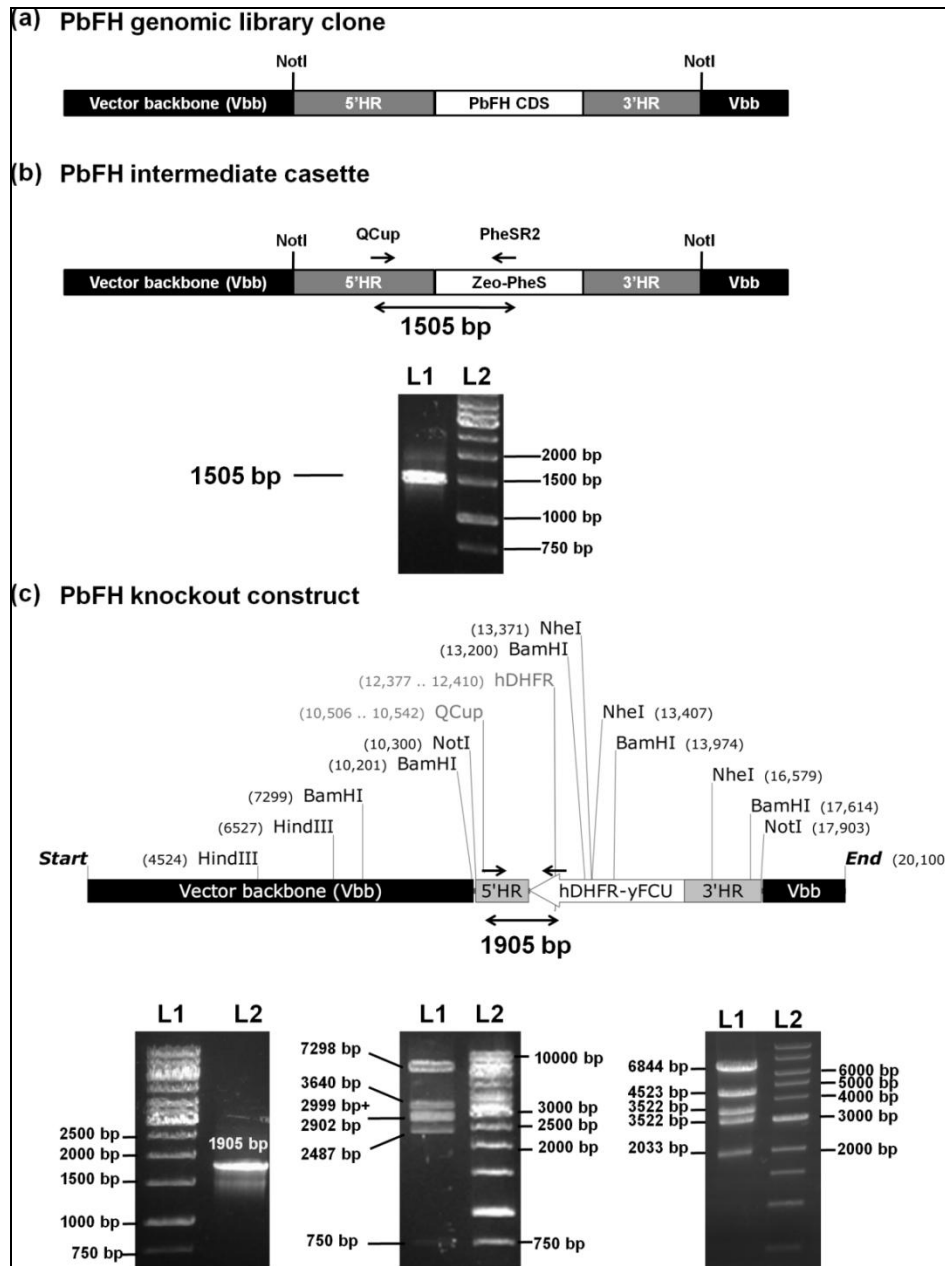 (a) PbFH genomic library clone
NotI NotI
Vector backbone (Vbb) 5'HR PbFH CDS 3'HR Vbb
(b) PbFH intermediate casette
QCup PheSR2
NotI NotI
Vector backbone (Vbb) 5'HR Zeo-PheS 3'HR Vbb
1505 bp
L1 L2
2000 bp
1505 bp
1500 bp
1000 bp
750 bp
(c) PbFH knockout construct
(13,371) NheI
(13,200) BamHI
(12,377 .. 12,410) hDHFR
(10,506 .. 10,542) QCup
NheI (13,407)
(10,300) NotI
BamHI (13,974)
(10,201) BamHI
NheI (16,579)
(7299) BamHI
BamHI (17,614)
(6527) HindIII
NotI (17,903)
Start (4524) HindIII
End (20,100
Vector backbone (Vbb) 5'HR hDHFR-yFCU 3'HR Vbb
1905 bp
L1 L2
2500 bp
2000 bp
1905 bp
1500 bp
1000 bp
750 bp
L1 L2
7298 bp
3640 bp
2999 bp+
2902 bp
2487 bp
750 bp
10000 bp
3000 bp
2500 bp
2000 bp
750 bp
L1 L2
6844 bp
4523 bp
3522 bp
3522 bp
2033 bp
6000 bp
5000 bp
4000 bp
3000 bp
2000 bp